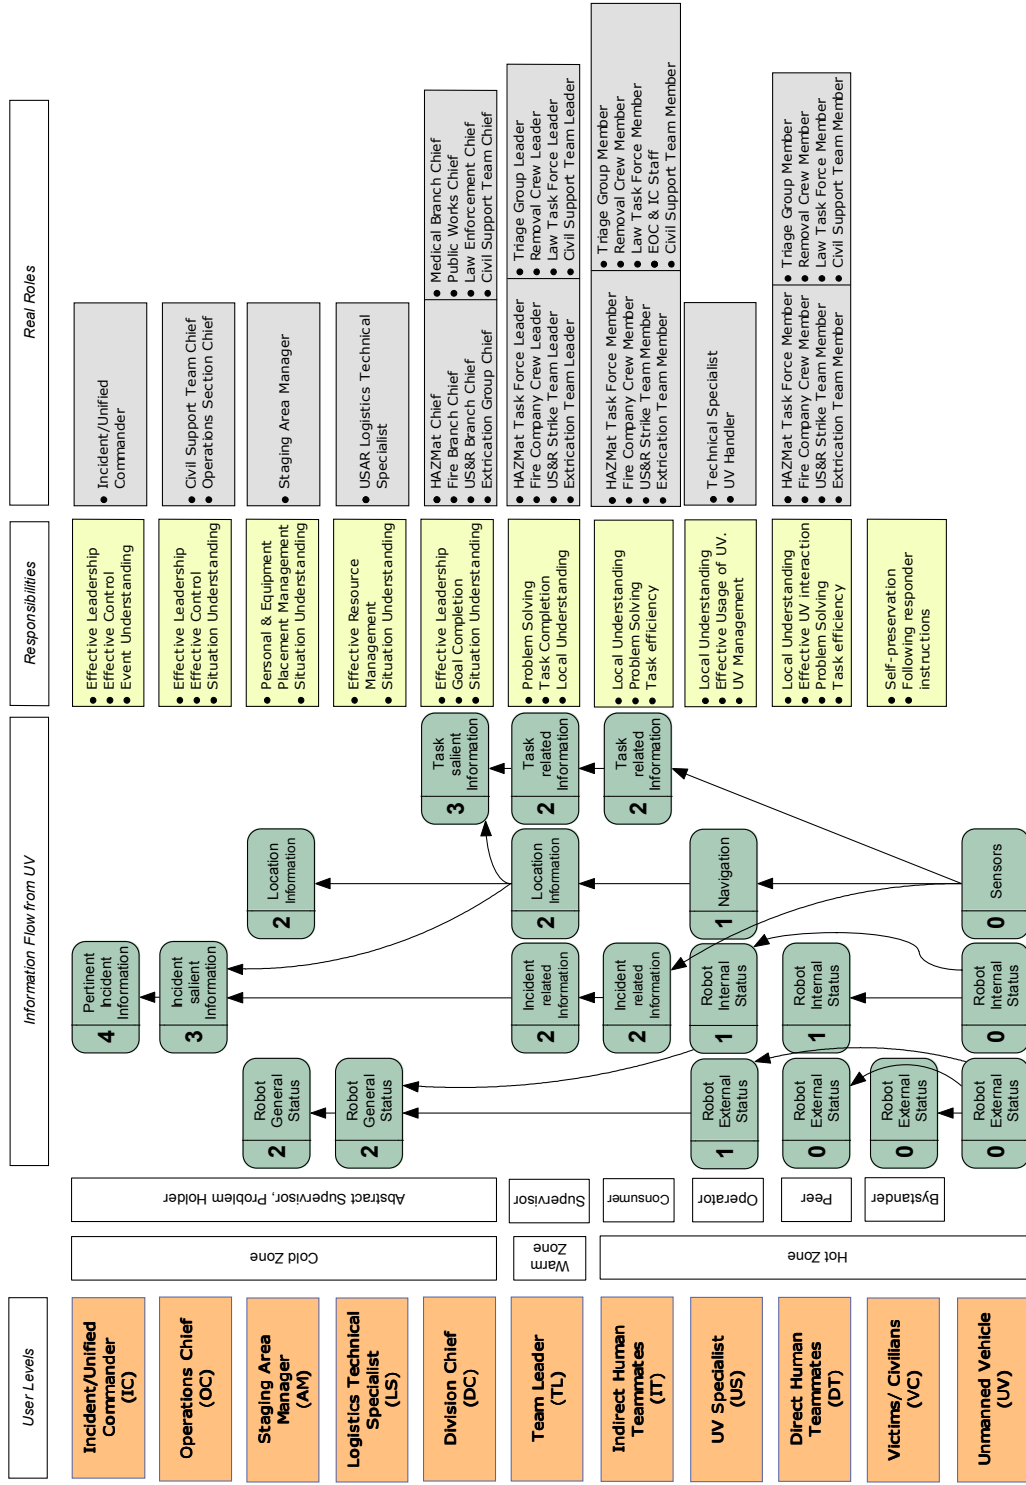 User Levels
Information Flow from UV
Responsibilities
Real Roles
Incident/Unified
Commander
(IC)
Cold Zone
Abstract Supervisor, Problem Holder
4
Pertinent
Incident
Information
● Effective Leadership
● Effective Control
● Event Understanding
● Incident/Unified
Commander
Operations Chief
(OC)
3
Incident
salient
Information
● Effective Leadership
● Effective Control
● Situation Understanding
● Civil Support Team Chief
● Operations Section Chief
Staging Area
Manager
(AM)
2
Robot
General
Status
2
Location
Information
● Personal & Equipment
Placement Management
● Situation Understanding
● Staging Area Manager
Logistics Technical
Specialist
(LS)
2
Robot
General
Status
● Effective Resource
Management
● Situation Understanding
● USAR Logistics Technical
Specialist
Division Chief
(DC)
3
Task
salient
Information
● Effective Leadership
● Goal Completion
● Situation Understanding
● HAZMat Chief
● Fire Branch Chief
● US&R Branch Chief
● Extrication Group Chief
● Medical Branch Chief
● Public Works Chief
● Law Enforcement Chief
● Civil Support Team Chief
Team Leader
(TL)
Warm
Zone
Supervisor
2
Incident
related
Information
2
Location
Information
2
Task
related
Information
● Problem Solving
● Task Completion
● Local Understanding
● HAZMat Task Force Leader
● Fire Company Crew Leader
● US&R Strike Team Leader
● Extrication Team Leader
● Triage Group Leader
● Removal Crew Leader
● Law Task Force Leader
● Civil Support Team Leader
Indirect Human
Teammates
(IT)
Hot Zone
Consumer
2
Incident
related
Information
2
Task
related
Information
● Local Understanding
● Problem Solving
● Task efficiency
● HAZMat Task Force Member
● Fire Company Crew Member
● US&R Strike Team Member
● Extrication Team Member
● Triage Group Member
● Removal Crew Member
● Law Task Force Member
● EOC & IC Staff
● Civil Support Team Member
UV Specialist
(US)
Operator
1
Robot
External
Status
1
Robot
Internal
Status
1
Navigation
● Local Understanding
● Effective Usage of UV.
● UV Management
● Technical Specialist
● UV Handler
Direct Human
Teammates
(DT)
Peer
0
Robot
External
Status
1
Robot
Internal
Status
● Local Understanding
● Effective UV interaction
● Problem Solving
● Task efficiency
● HAZMat Task Force Member
● Fire Company Crew Member
● US&R Strike Team Member
● Extrication Team Member
● Triage Group Member
● Removal Crew Member
● Law Task Force Member
● Civil Support Team Member
Victims/ Civilians
(VC)
Bystander
0
Robot
External
Status
● Self-preservation
● Following responder
instructions
Unmanned Vehicle
(UV)
0
Robot
External
Status
0
Robot
Internal
Status
0
Sensors